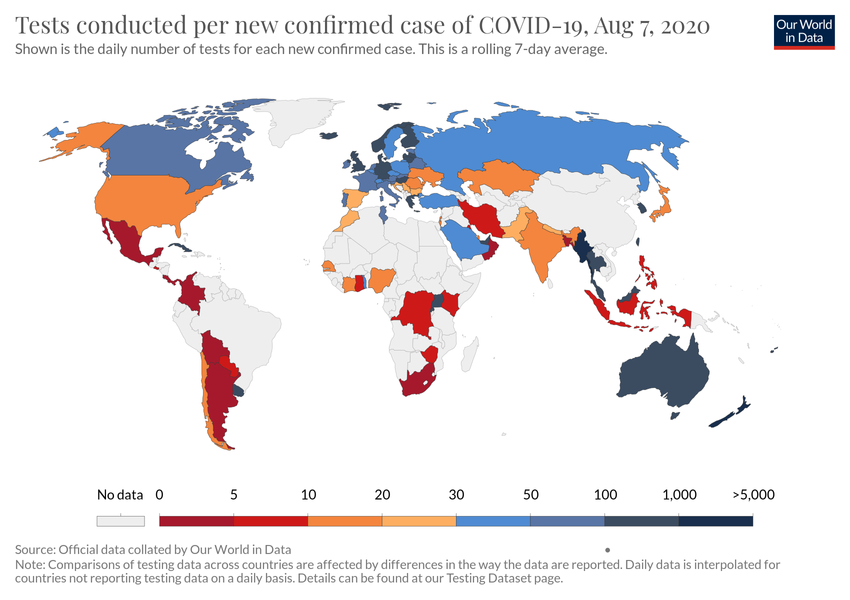 Tests conducted per new confirmed case of COVID-19, Aug 7, 2020
Shown is the daily number of tests for each new confirmed case. This is a rolling 7-day average.
Our World
in Data
No data 0 5 10 20 30 50 100 1,000 >5,000
Source: Official data collated by Our World in Data
Note: Comparisons of testing data across countries are affected by differences in the way the data are reported. Daily data is interpolated for
countries not reporting testing data on a daily basis. Details can be found at our Testing Dataset page.